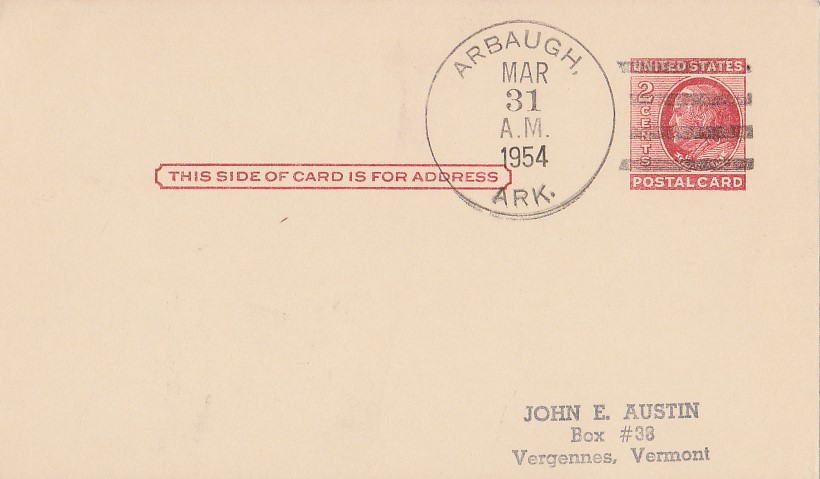 ARBAUGH,
MAR
31
A.M.
1954
ARK.
UNITED STATES
2 CENTS
POSTAL CARD
THIS SIDE OF CARD IS FOR ADDRESS
JOHN E. AUSTIN
Box #38
Vergennes, Vermont